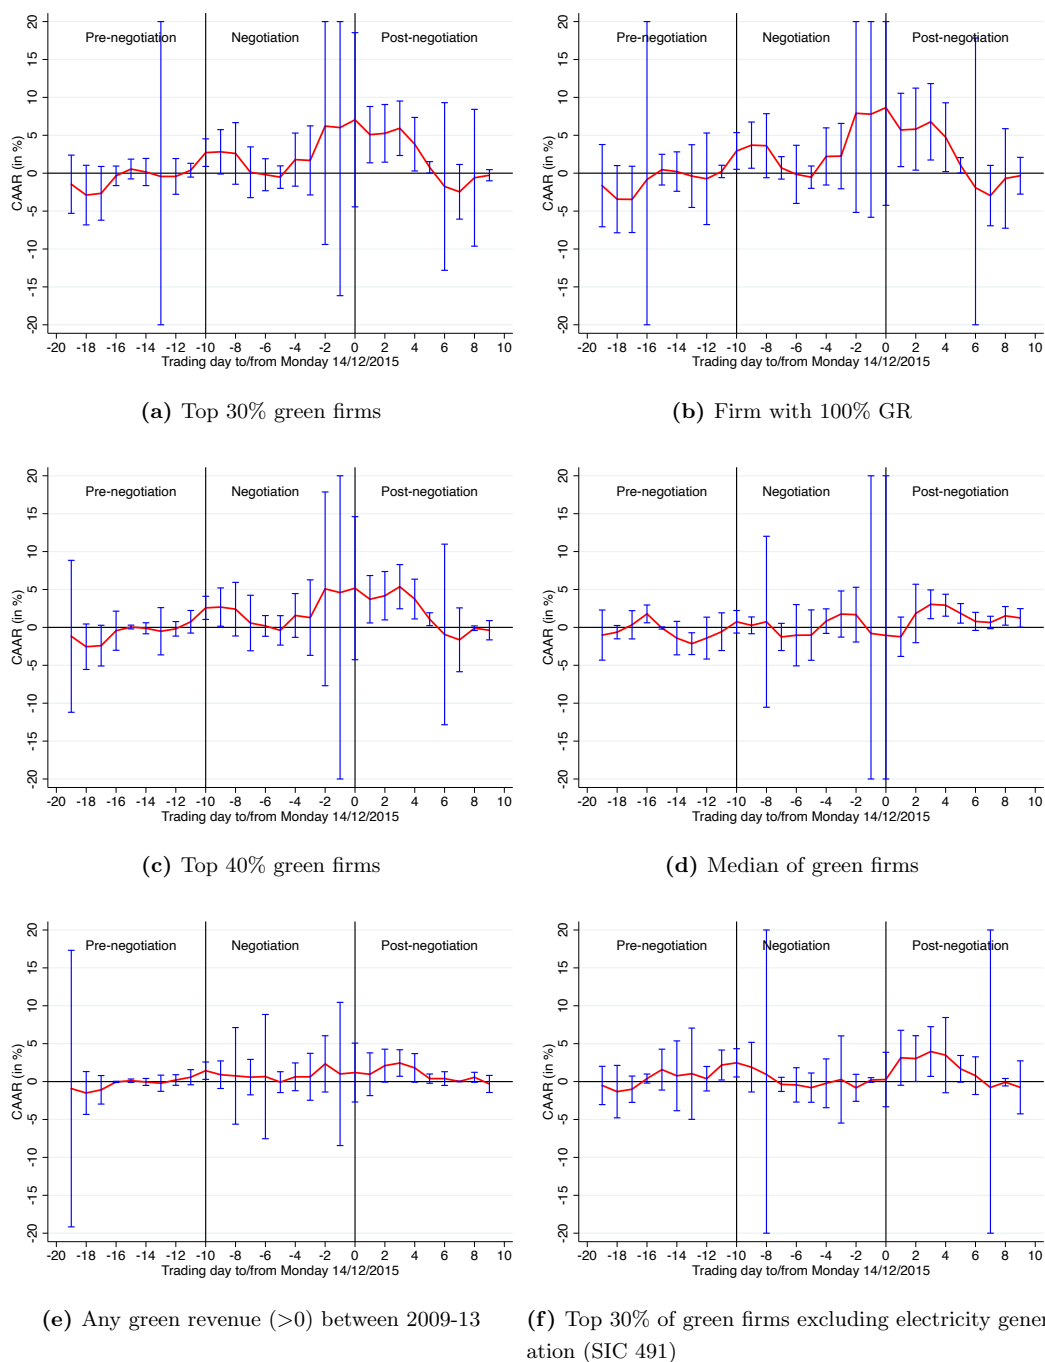 Pre-negotiation Negotiation Post-negotiation
CAAR (in %)
20
15
10
5
0
-5
-10
-15
-20
-20 -18 -16 -14 -12 -10 -8 -6 -4 -2 0 2 4 6 8 10
Trading day to/from Monday 14/12/2015
(a) Top 30% green firms
Pre-negotiation Negotiation Post-negotiation
CAAR (in %)
20
15
10
5
0
-5
-10
-15
-20
-20 -18 -16 -14 -12 -10 -8 -6 -4 -2 0 2 4 6 8 10
Trading day to/from Monday 14/12/2015
(b) Firm with 100% GR
Pre-negotiation Negotiation Post-negotiation
CAAR (in %)
20
15
10
5
0
-5
-10
-15
-20
-20 -18 -16 -14 -12 -10 -8 -6 -4 -2 0 2 4 6 8 10
Trading day to/from Monday 14/12/2015
(c) Top 40% green firms
Pre-negotiation Negotiation Post-negotiation
CAAR (in %)
20
15
10
5
0
-5
-10
-15
-20
-20 -18 -16 -14 -12 -10 -8 -6 -4 -2 0 2 4 6 8 10
Trading day to/from Monday 14/12/2015
(d) Median of green firms
Pre-negotiation Negotiation Post-negotiation
CAAR (in %)
20
15
10
5
0
-5
-10
-15
-20
-20 -18 -16 -14 -12 -10 -8 -6 -4 -2 0 2 4 6 8 10
Trading day to/from Monday 14/12/2015
(e) Any green revenue (>0) between 2009-13
Pre-negotiation Negotiation Post-negotiation
CAAR (in %)
20
15
10
5
0
-5
-10
-15
-20
-20 -18 -16 -14 -12 -10 -8 -6 -4 -2 0 2 4 6 8 10
Trading day to/from Monday 14/12/2015
(f) Top 30% of green firms excluding electricity gener
ation (SIC 491)